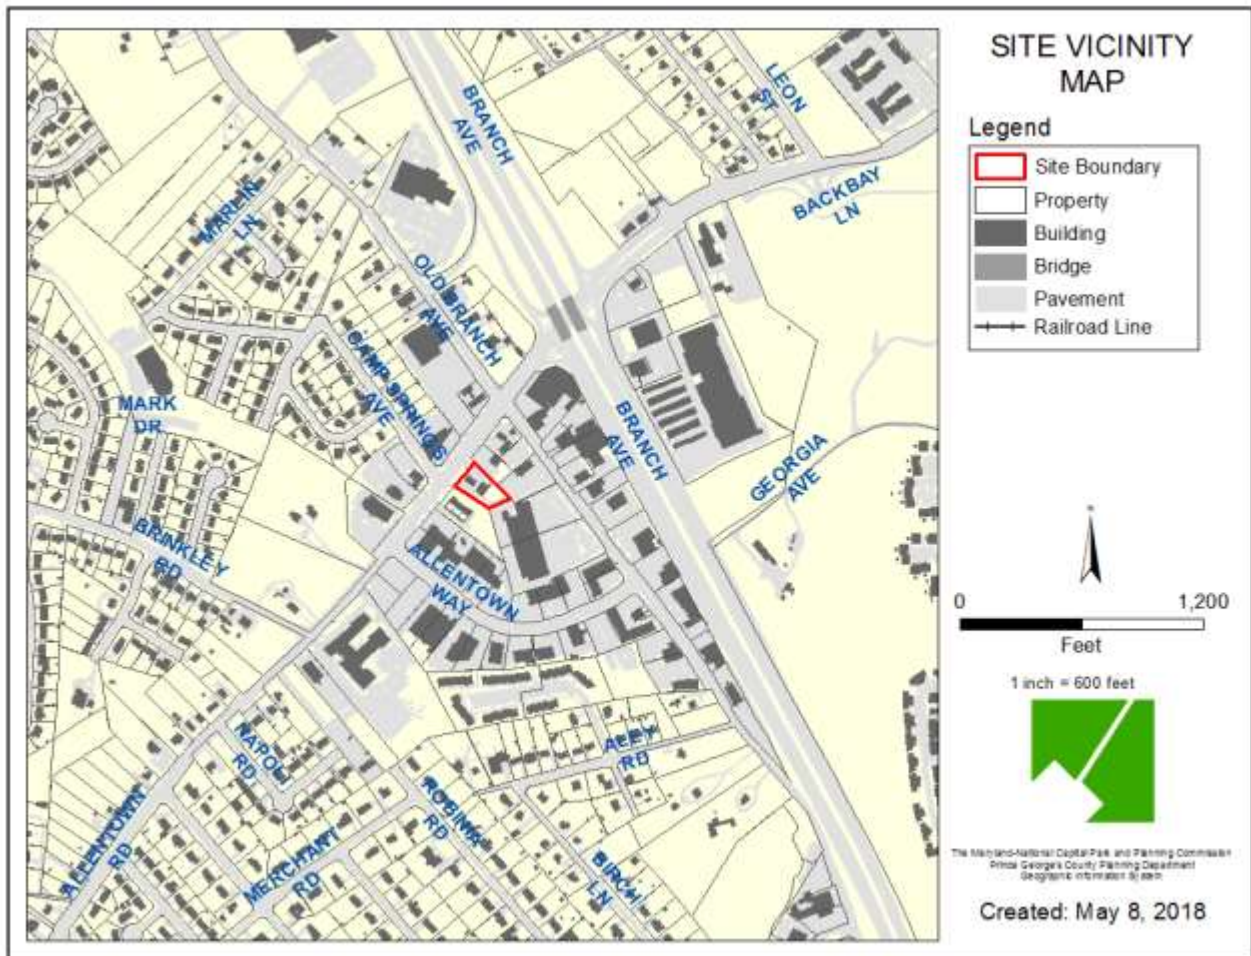 SITE VICINITY
MAP
Legend
Site Boundary
Property
Building
Bridge
Pavement
Railroad Line
0
1,200
Feet
1 inch = 600 feet
The Maryland-National Capital Park and Planning Commission
Prince George's County Planning Department
Geographic Information System
Created: May 8, 2018
BRANCH
AVE
LEON
ST
BACKBAY
LN
MARLIN
LN
OLD BRANCH
AVE
CAMP SPRINGS
AVE
MARK
DR
BRANCH
AVE
GEORGIA
AVE
BRINKLEY
RD
ALLENTOWN
WAY
NAPOLI
RD
ALEY
RD
ALLENTOWN
RD
MERCHANT
RD
ROBINIA
RD
BIRCH
LN